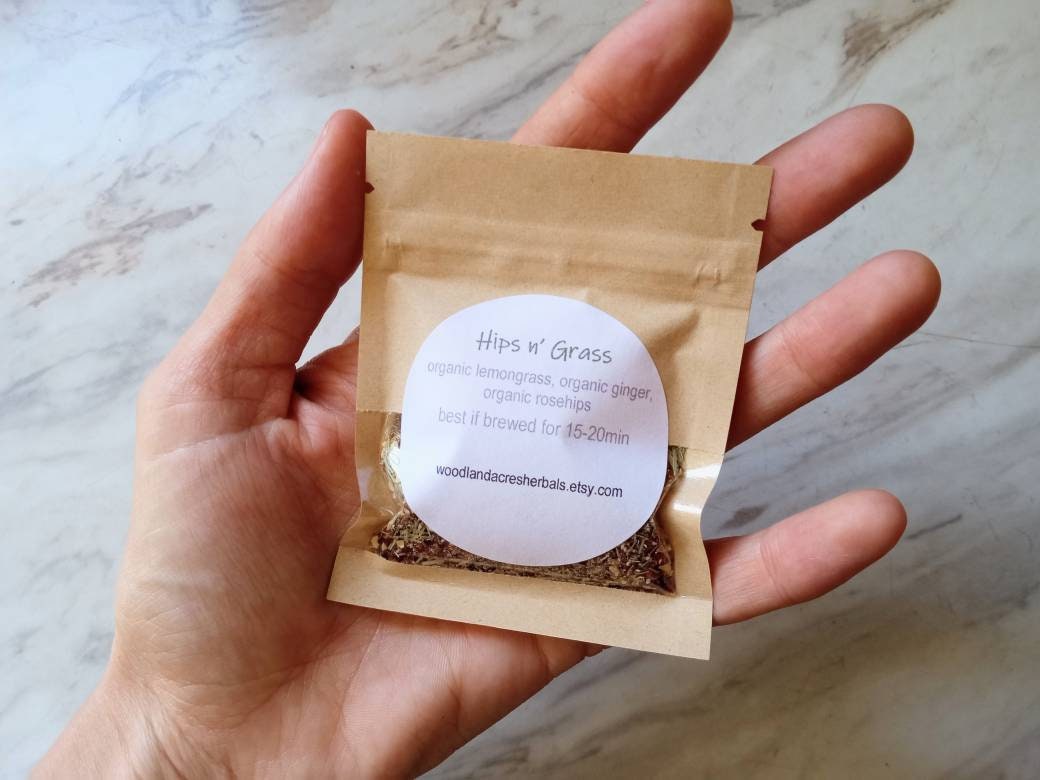 Hips n' Grass
organic lemongrass, organic ginger,
organic rosehips
best if brewed for 15-20min
woodlandacresherbals.etsy.com